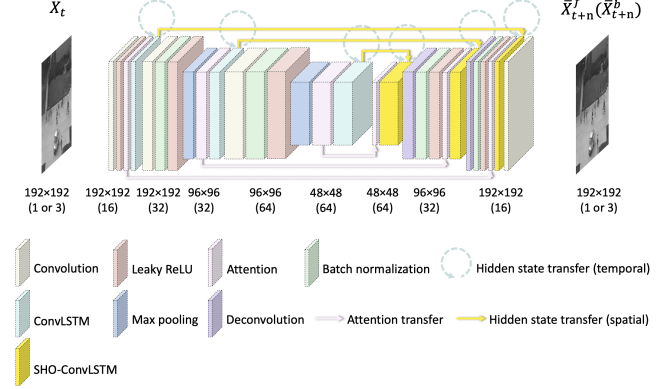 X_t
X̄^f_{t+n}(X̄^b_{t+n})
192×192 192×192 192×192 96×96 96×96 48×48 48×48 96×96 192×192 192×192
(1 or 3) (16) (32) (32) (64) (64) (64) (32) (16) (1 or 3)
Convolution Leaky ReLU Attention Batch normalization Hidden state transfer (temporal)
ConvLSTM Max pooling Deconvolution Attention transfer Hidden state transfer (spatial)
SHO-ConvLSTM